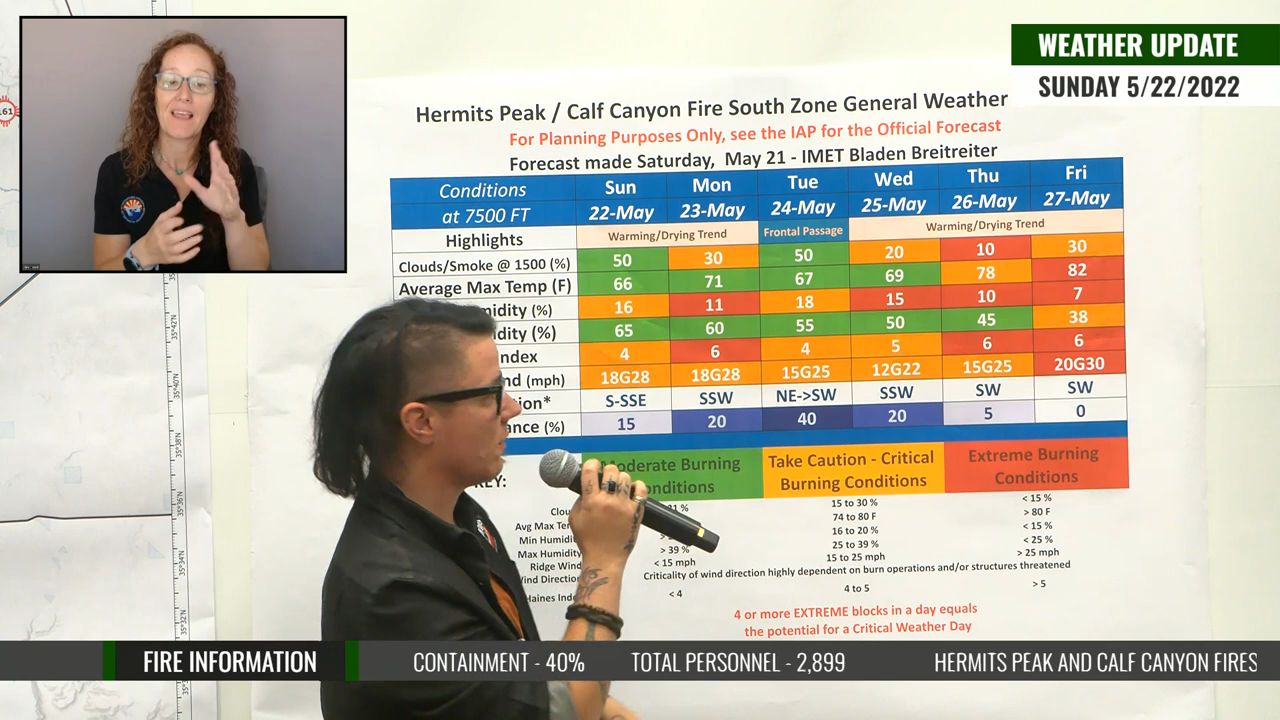 WEATHER UPDATE
SUNDAY 5/22/2022
161
Hermits Peak / Calf Canyon Fire South Zone General Weather
For Planning Purposes Only, see the IAP for the Official Forecast
Forecast made Saturday, May 21 - IMET Bladen Breitreiter
Conditions Sun Mon Tue Wed Thu Fri
at 7500 FT 22-May 23-May 24-May 25-May 26-May 27-May
Highlights Warming/Drying Trend Frontal Passage Warming/Drying Trend
Clouds/Smoke @ 1500 (%) 50 30 50 20 10 30
Average Max Temp (F) 66 71 67 69 78 82
midity (%) 16 11 18 15 10 7
dity (%) 65 60 55 50 45 38
ndex 4 6 4 5 6 6
nd (mph) 18G28 18G28 15G25 12G22 15G25 20G30
ion* S-SSE SSW NE->SW SSW SW SW
ance (%) 15 20 40 20 5 0
KEY: Moderate Burning Conditions Take Caution - Critical Burning Conditions Extreme Burning Conditions
Clou 31 % 15 to 30 % < 15 %
Avg Max Te 74 to 80 F > 80 F
Min Humidi 16 to 20 % < 15 %
Max Humidity > 39 % 25 to 39 % < 25 %
Ridge Wind < 15 mph 15 to 25 mph > 25 mph
Wind Direction Criticality of wind direction highly dependent on burn operations and/or structures threatened
Haines Inde < 4 4 to 5 > 5
4 or more EXTREME blocks in a day equals
the potential for a Critical Weather Day
FIRE INFORMATION CONTAINMENT - 40% TOTAL PERSONNEL - 2,899 HERMITS PEAK AND CALF CANYON FIRES